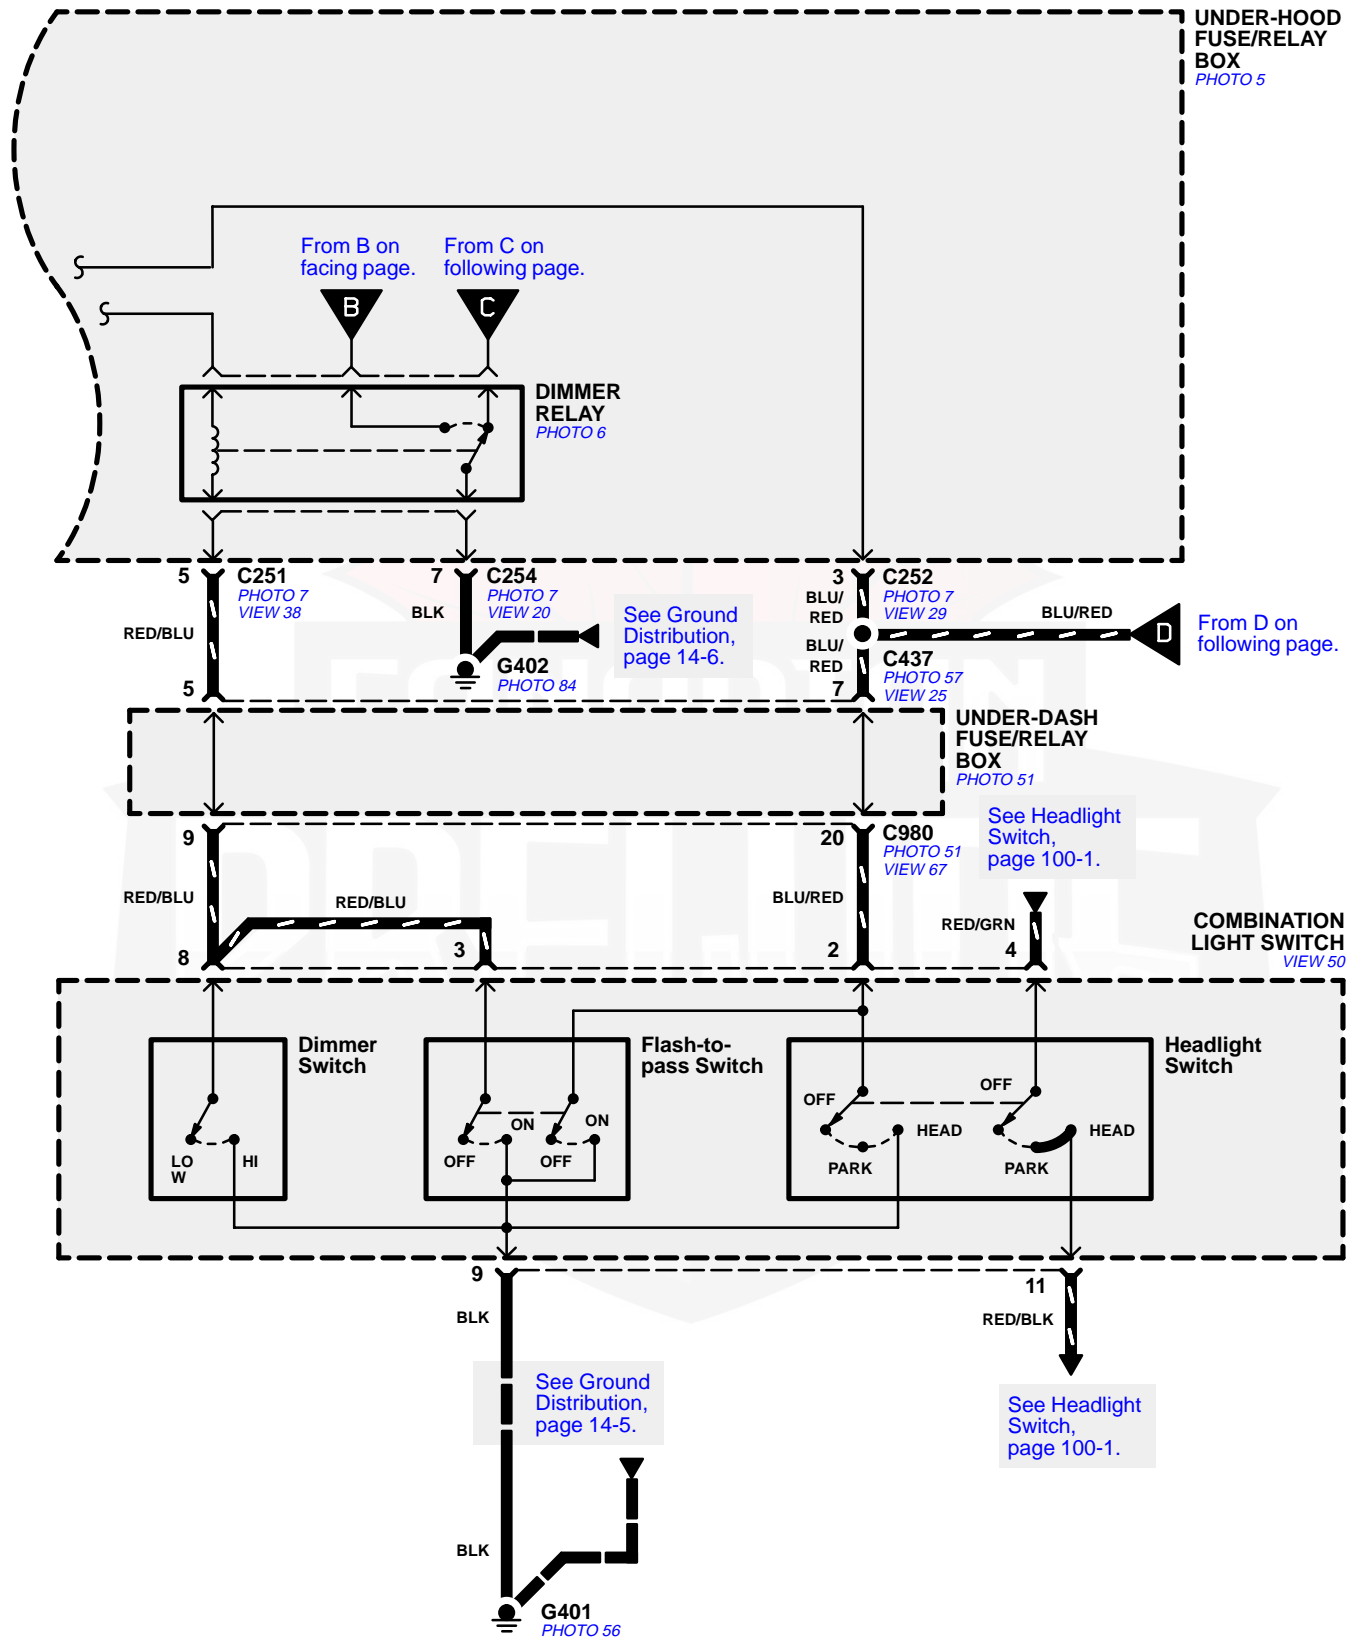 UNDER-HOOD
FUSE/RELAY
BOX
PHOTO 5
From B on
facing page.
From C on
following page.
B
C
DIMMER
RELAY
PHOTO 6
5
C251
PHOTO 7
VIEW 38
7
C254
PHOTO 7
VIEW 20
3
C252
PHOTO 7
VIEW 29
RED/BLU
BLK
See Ground
Distribution,
page 14-6.
BLU/
RED
BLU/RED
D
From D on
following page.
BLU/
RED
G402
PHOTO 84
C437
PHOTO 57
VIEW 25
5
7
UNDER-DASH
FUSE/RELAY
BOX
PHOTO 51
See Headlight
Switch,
page 100-1.
9
20
C980
PHOTO 51
VIEW 67
RED/BLU
RED/BLU
BLU/RED
RED/GRN
COMBINATION
LIGHT SWITCH
VIEW 50
8
3
2
4
Dimmer
Switch
LO
W
HI
Flash-to-
pass Switch
ON
ON
OFF
OFF
Headlight
Switch
OFF
OFF
HEAD
HEAD
PARK
PARK
9
11
BLK
RED/BLK
See Ground
Distribution,
page 14-5.
See Headlight
Switch,
page 100-1.
BLK
G401
PHOTO 56